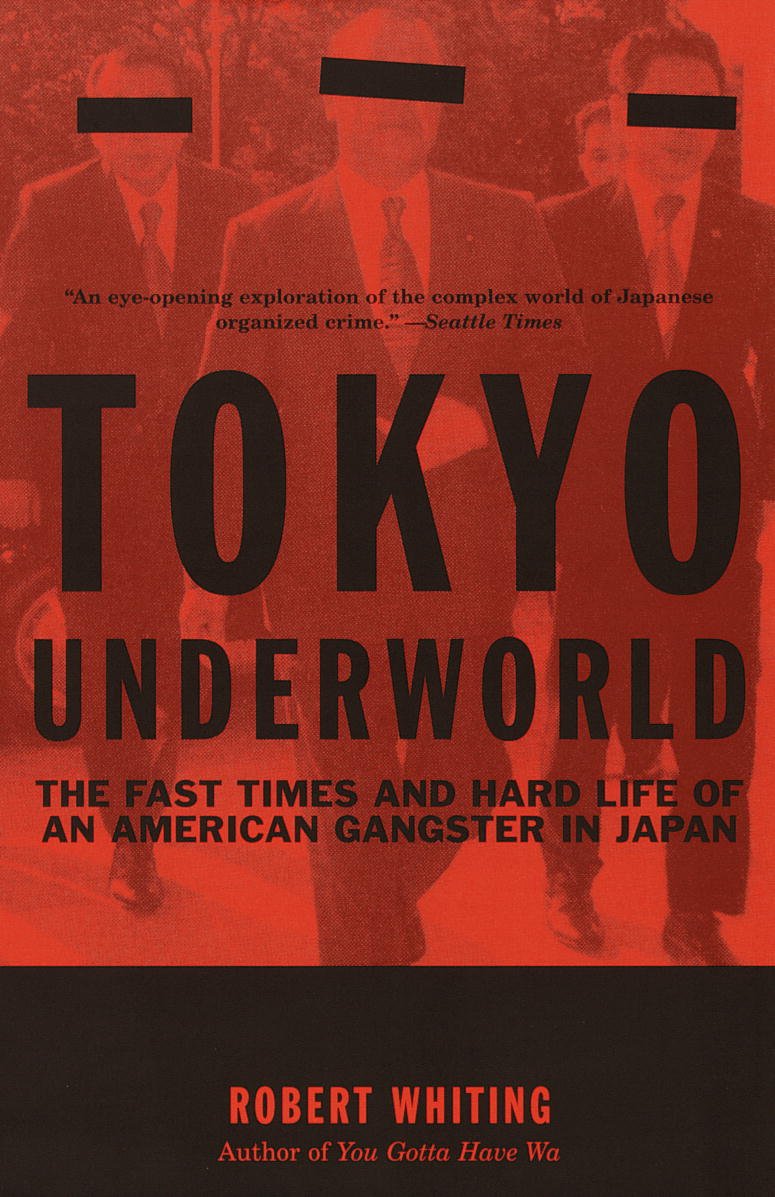 “An eye-opening exploration of the complex world of Japanese
organized crime.” —Seattle Times
TOKYO
UNDERWORLD
THE FAST TIMES AND HARD LIFE OF
AN AMERICAN GANGSTER IN JAPAN
ROBERT WHITING
Author of You Gotta Have Wa